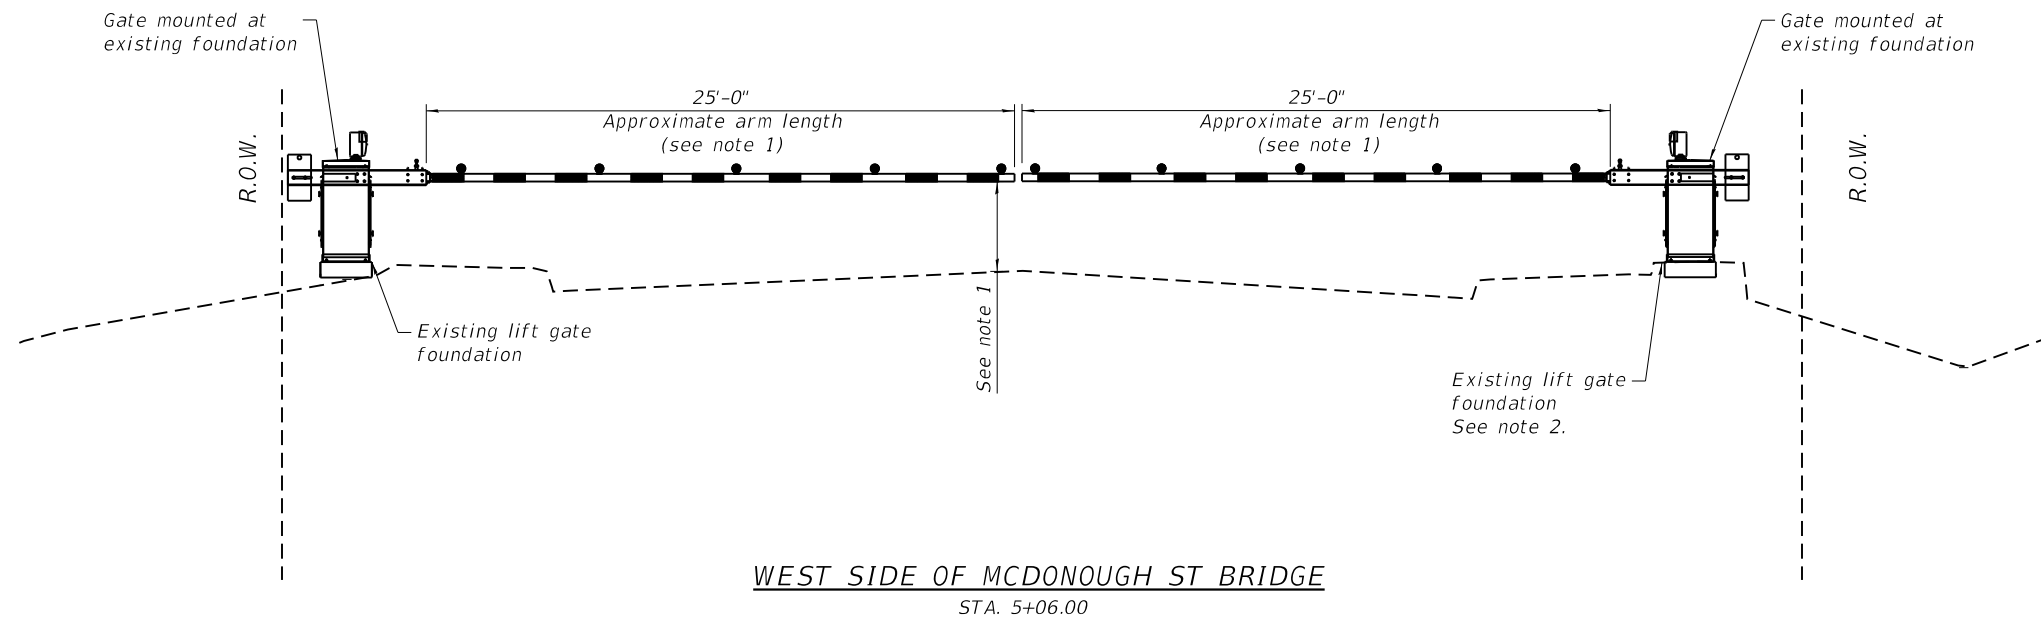 Gate mounted at
existing foundation
Gate mounted at
existing foundation
25'-0"
Approximate arm length
(see note 1)
25'-0"
Approximate arm length
(see note 1)
R.O.W.
R.O.W.
See note 1
Existing lift gate
foundation
Existing lift gate
foundation
See note 2.
WEST SIDE OF MCDONOUGH ST BRIDGE
STA. 5+06.00